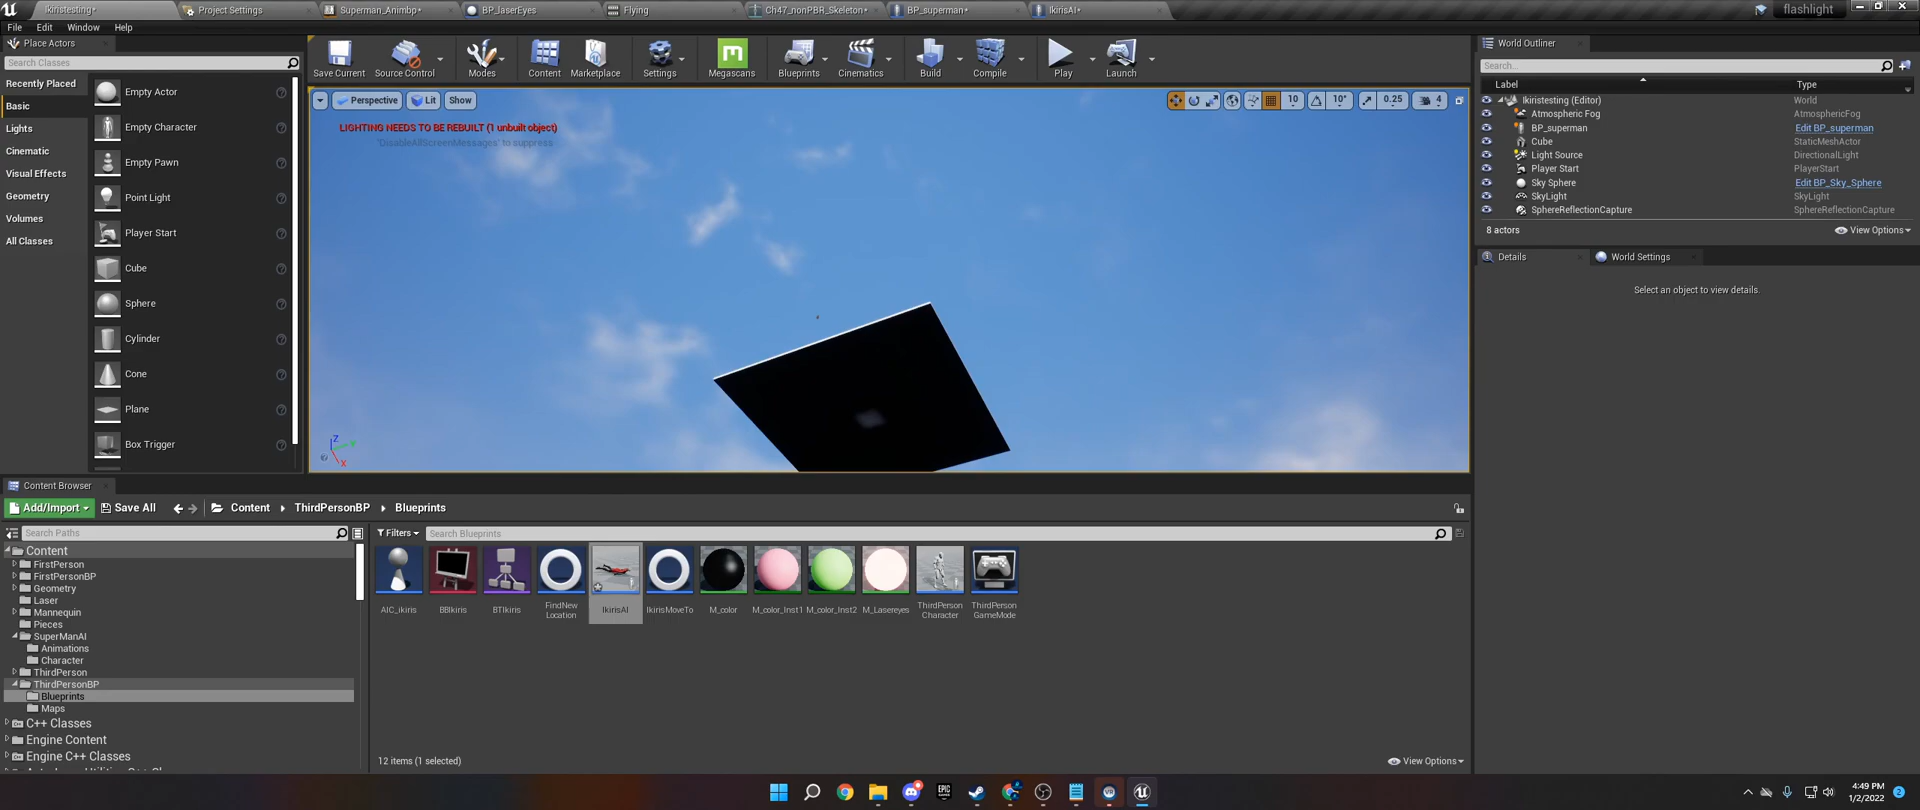 Ikiristesting*
Project Settings
Superman_Animbp*
BP_laserEyes
Flying
Ch47_nonPBR_Skeleton*
BP_superman*
IkirisAI*
flashlight
File Edit Window Help
Place Actors
Search Classes
Recently Placed
Basic
Lights
Cinematic
Visual Effects
Geometry
Volumes
All Classes
Empty Actor
Empty Character
Empty Pawn
Point Light
Player Start
Cube
Sphere
Cylinder
Cone
Plane
Box Trigger
Save Current
Source Control
Modes
Content
Marketplace
Settings
Megascans
Blueprints
Cinematics
Build
Compile
Play
Launch
Perspective
Lit
Show
10
10°
0.25
4
LIGHTING NEEDS TO BE REBUILT (1 unbuilt object)
'DisableAllScreenMessages' to suppress
Z
X
World Outliner
Search...
Label Type
Ikiristesting (Editor) World
Atmospheric Fog AtmosphericFog
BP_superman Edit BP_superman
Cube StaticMeshActor
Light Source DirectionalLight
Player Start PlayerStart
Sky Sphere Edit BP_Sky_Sphere
SkyLight SkyLight
SphereReflectionCapture SphereReflectionCapture
8 actors
View Options
Details
World Settings
Select an object to view details.
Content Browser
Add/Import
Save All
Content
ThirdPersonBP
Blueprints
Search Paths
Filters
Search Blueprints
Content
FirstPerson
FirstPersonBP
Geometry
Laser
Mannequin
Pieces
SuperManAI
Animations
Character
ThirdPerson
ThirdPersonBP
Blueprints
Maps
C++ Classes
Engine Content
Engine C++ Classes
AIC_ikiris
BBIkiris
BTIkiris
FindNew
Location
IkirisAI
IkirisMoveTo
M_color
M_color_Inst1
M_color_Inst2
M_Lasereyes
ThirdPerson
Character
ThirdPerson
GameMode
12 items (1 selected)
View Options
EPIC
VR
4:49 PM
1/2/2022
2